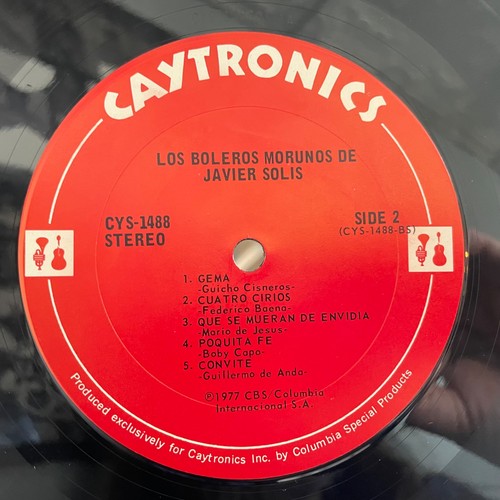 CAYTRONICS
LOS BOLEROS MORUNOS DE
JAVIER SOLIS
CYS-1488
STEREO
SIDE 2
(CYS-1488-BS)
1. GEMA
-Guicho Cisneros-
2. CUATRO CIRIOS
-Federico Baena-
3. QUE SE MUERAN DE ENVIDIA
-Mario de Jesus-
4. POQUITA FE
-Boby Capo-
5. CONVITE
-Guillermo de Anda-
℗1977 CBS/Columbia
Internacional S.A.
Produced exclusively for Caytronics Inc. by Columbia Special Products